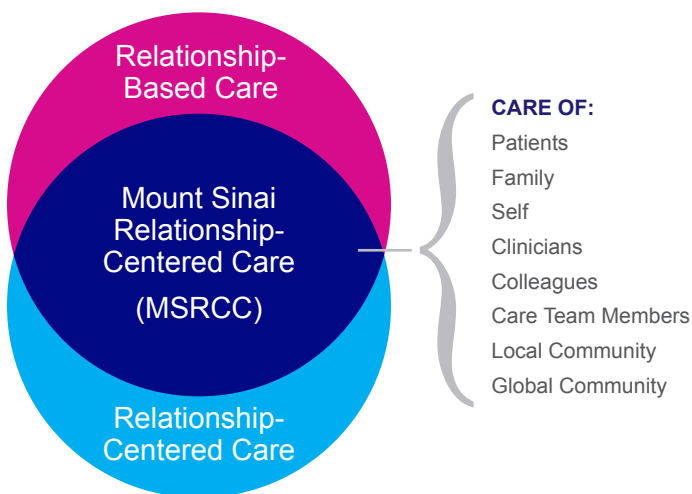 Relationship-
Based Care
Mount Sinai
Relationship-
Centered Care
(MSRCC)
Relationship-
Centered Care
CARE OF:
Patients
Family
Self
Clinicians
Colleagues
Care Team Members
Local Community
Global Community